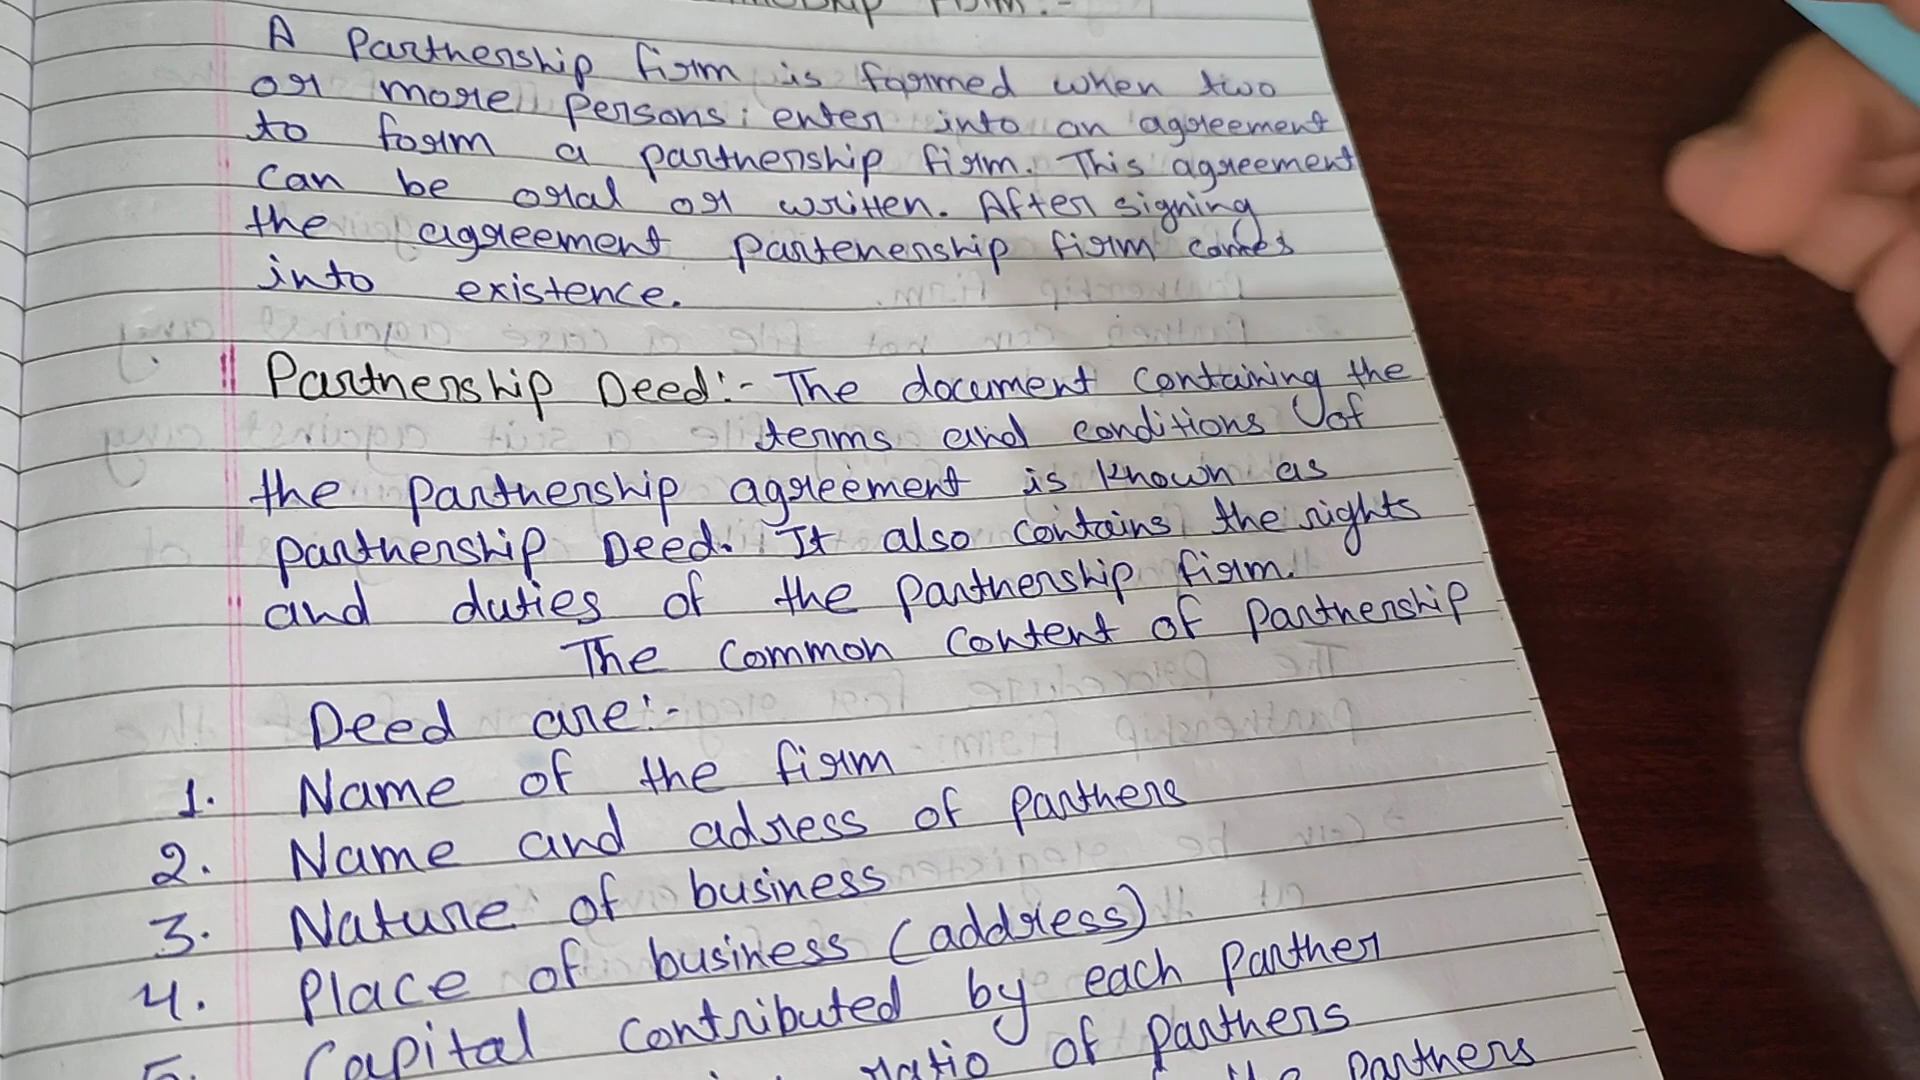 Firm:-
A Partnership firm is formed when two
or more persons enter into an agreement
to form a partnership firm. This agreement
can be oral or written. After signing
the agreement partenership firm comes
into existence.
Partnership Deed:- The document containing the
terms and conditions of
the partnership agreement is known as
partnership Deed. It also contains the rights
and duties of the partnership firm.
The common content of partnership
Deed are:-
1. Name of the firm
2. Name and adress of partners
3. Nature of business
4. Place of business (address)
5. Capital contributed by each partner
ratio of partners
the partners